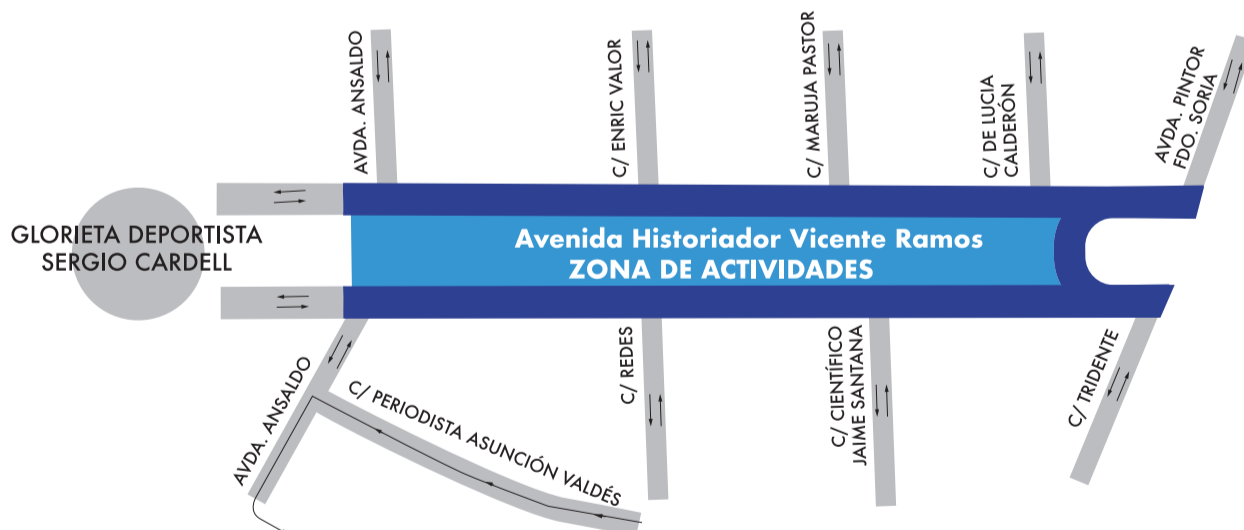 AVDA. ANSALDO
C/ ENRIC VALOR
C/ MARUJA PASTOR
C/ DE LUCIA
CALDERÓN
AVDA. PINTOR
FDO. SORIA
GLORIETA DEPORTISTA
SERGIO CARDELL
Avenida Historiador Vicente Ramos
ZONA DE ACTIVIDADES
AVDA. ANSALDO
C/ PERIODISTA ASUNCIÓN VALDÉS
C/ REDES
C/ CIENTÍFICO
JAIME SANTANA
C/ TRIDENTE